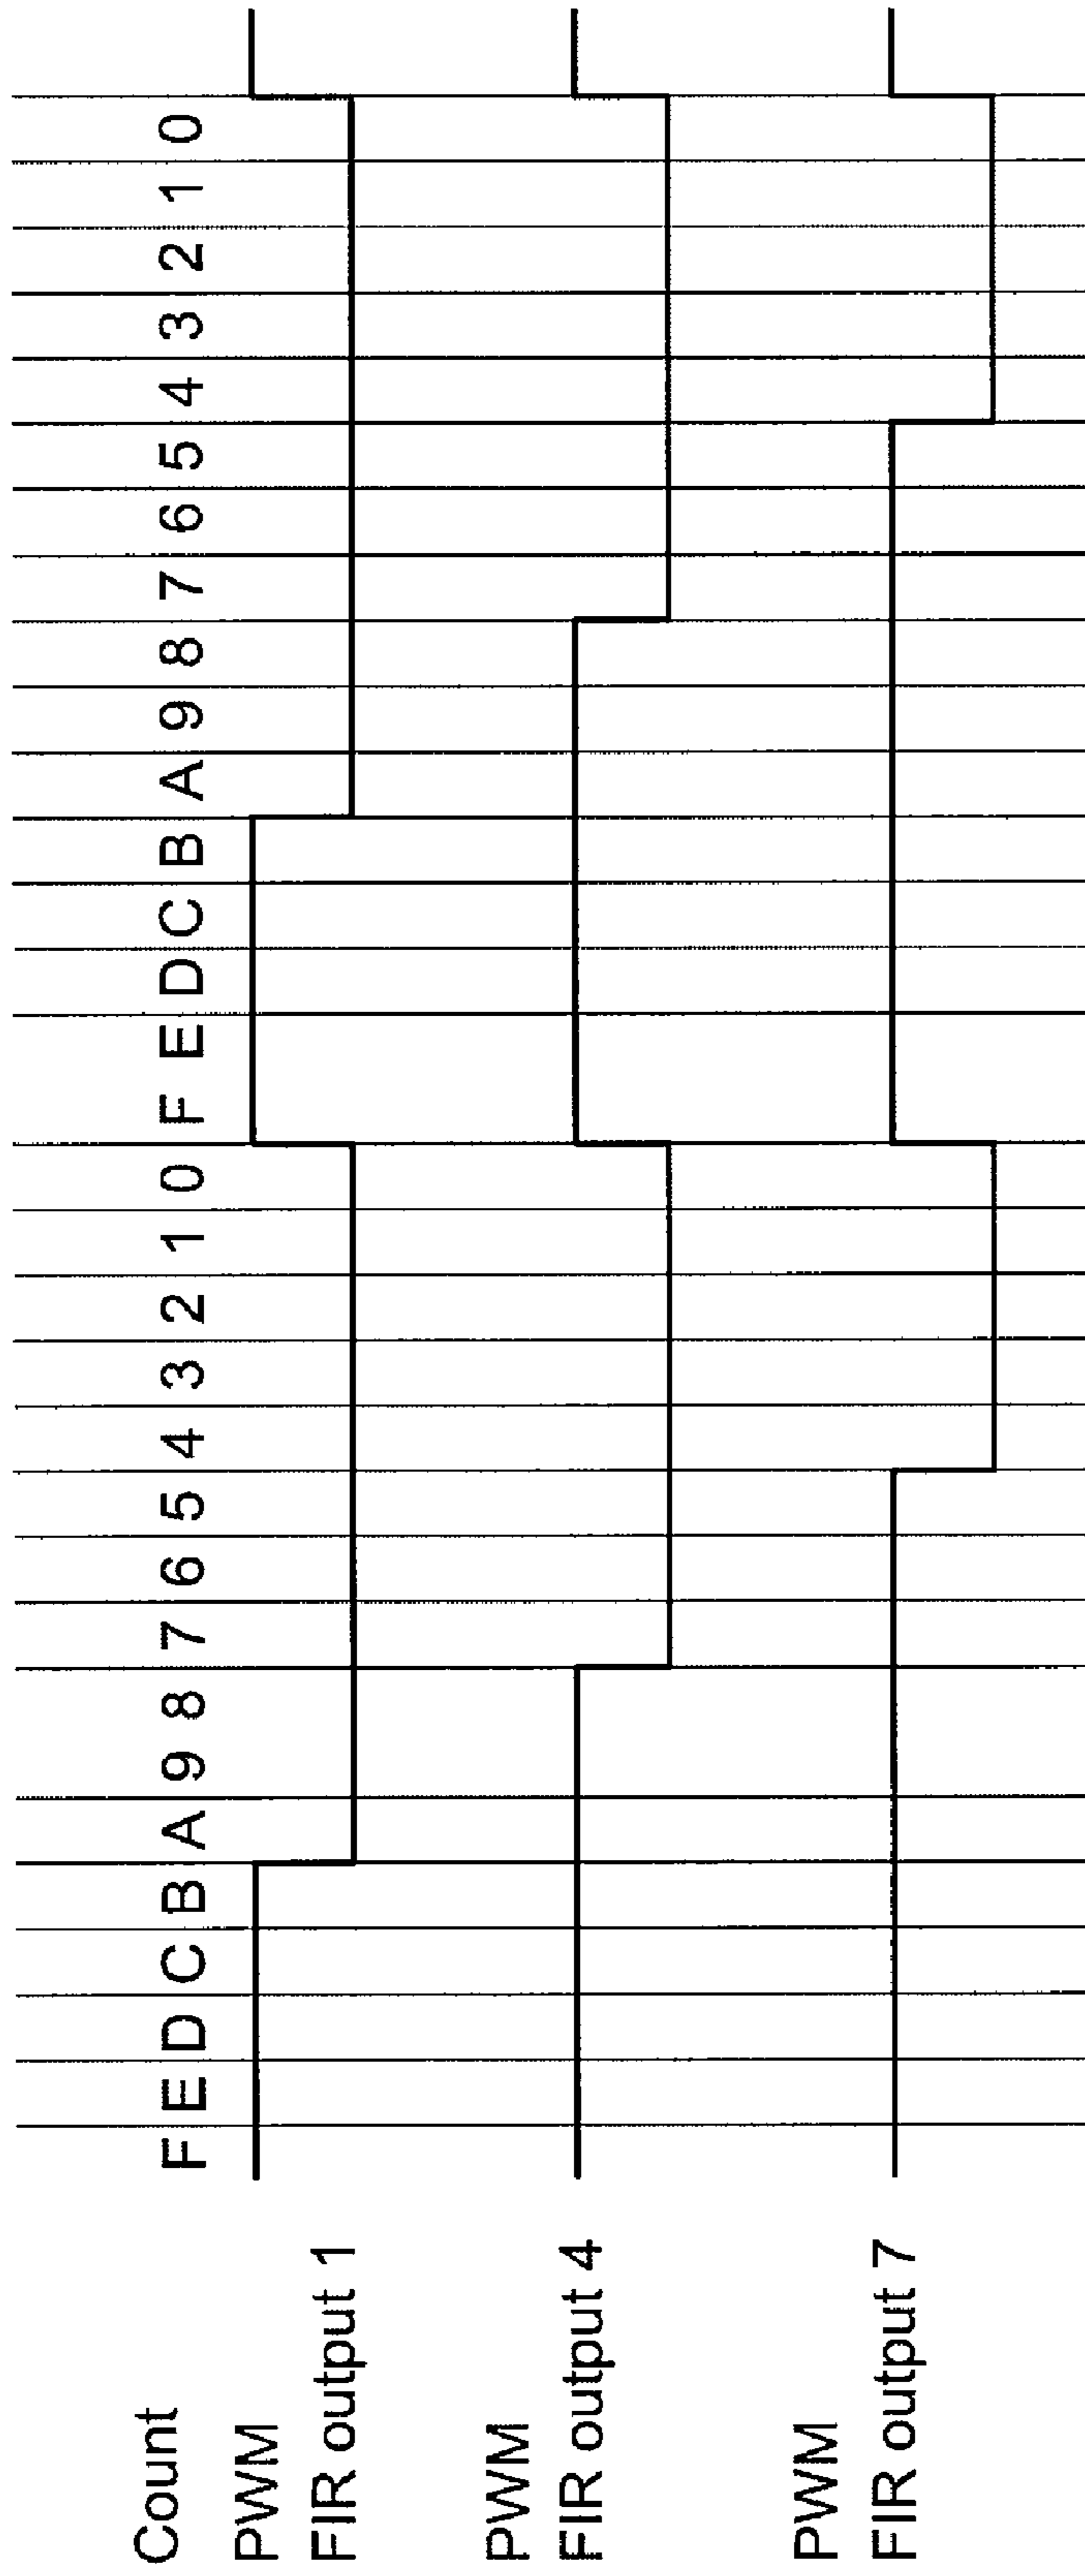 Count F E D C B A 9 8 7 6 5 4 3 2 1 0 F E D C B A 9 8 7 6 5 4 3 2 1 0
PWM
FIR output 1
PWM
FIR output 4
PWM
FIR output 7